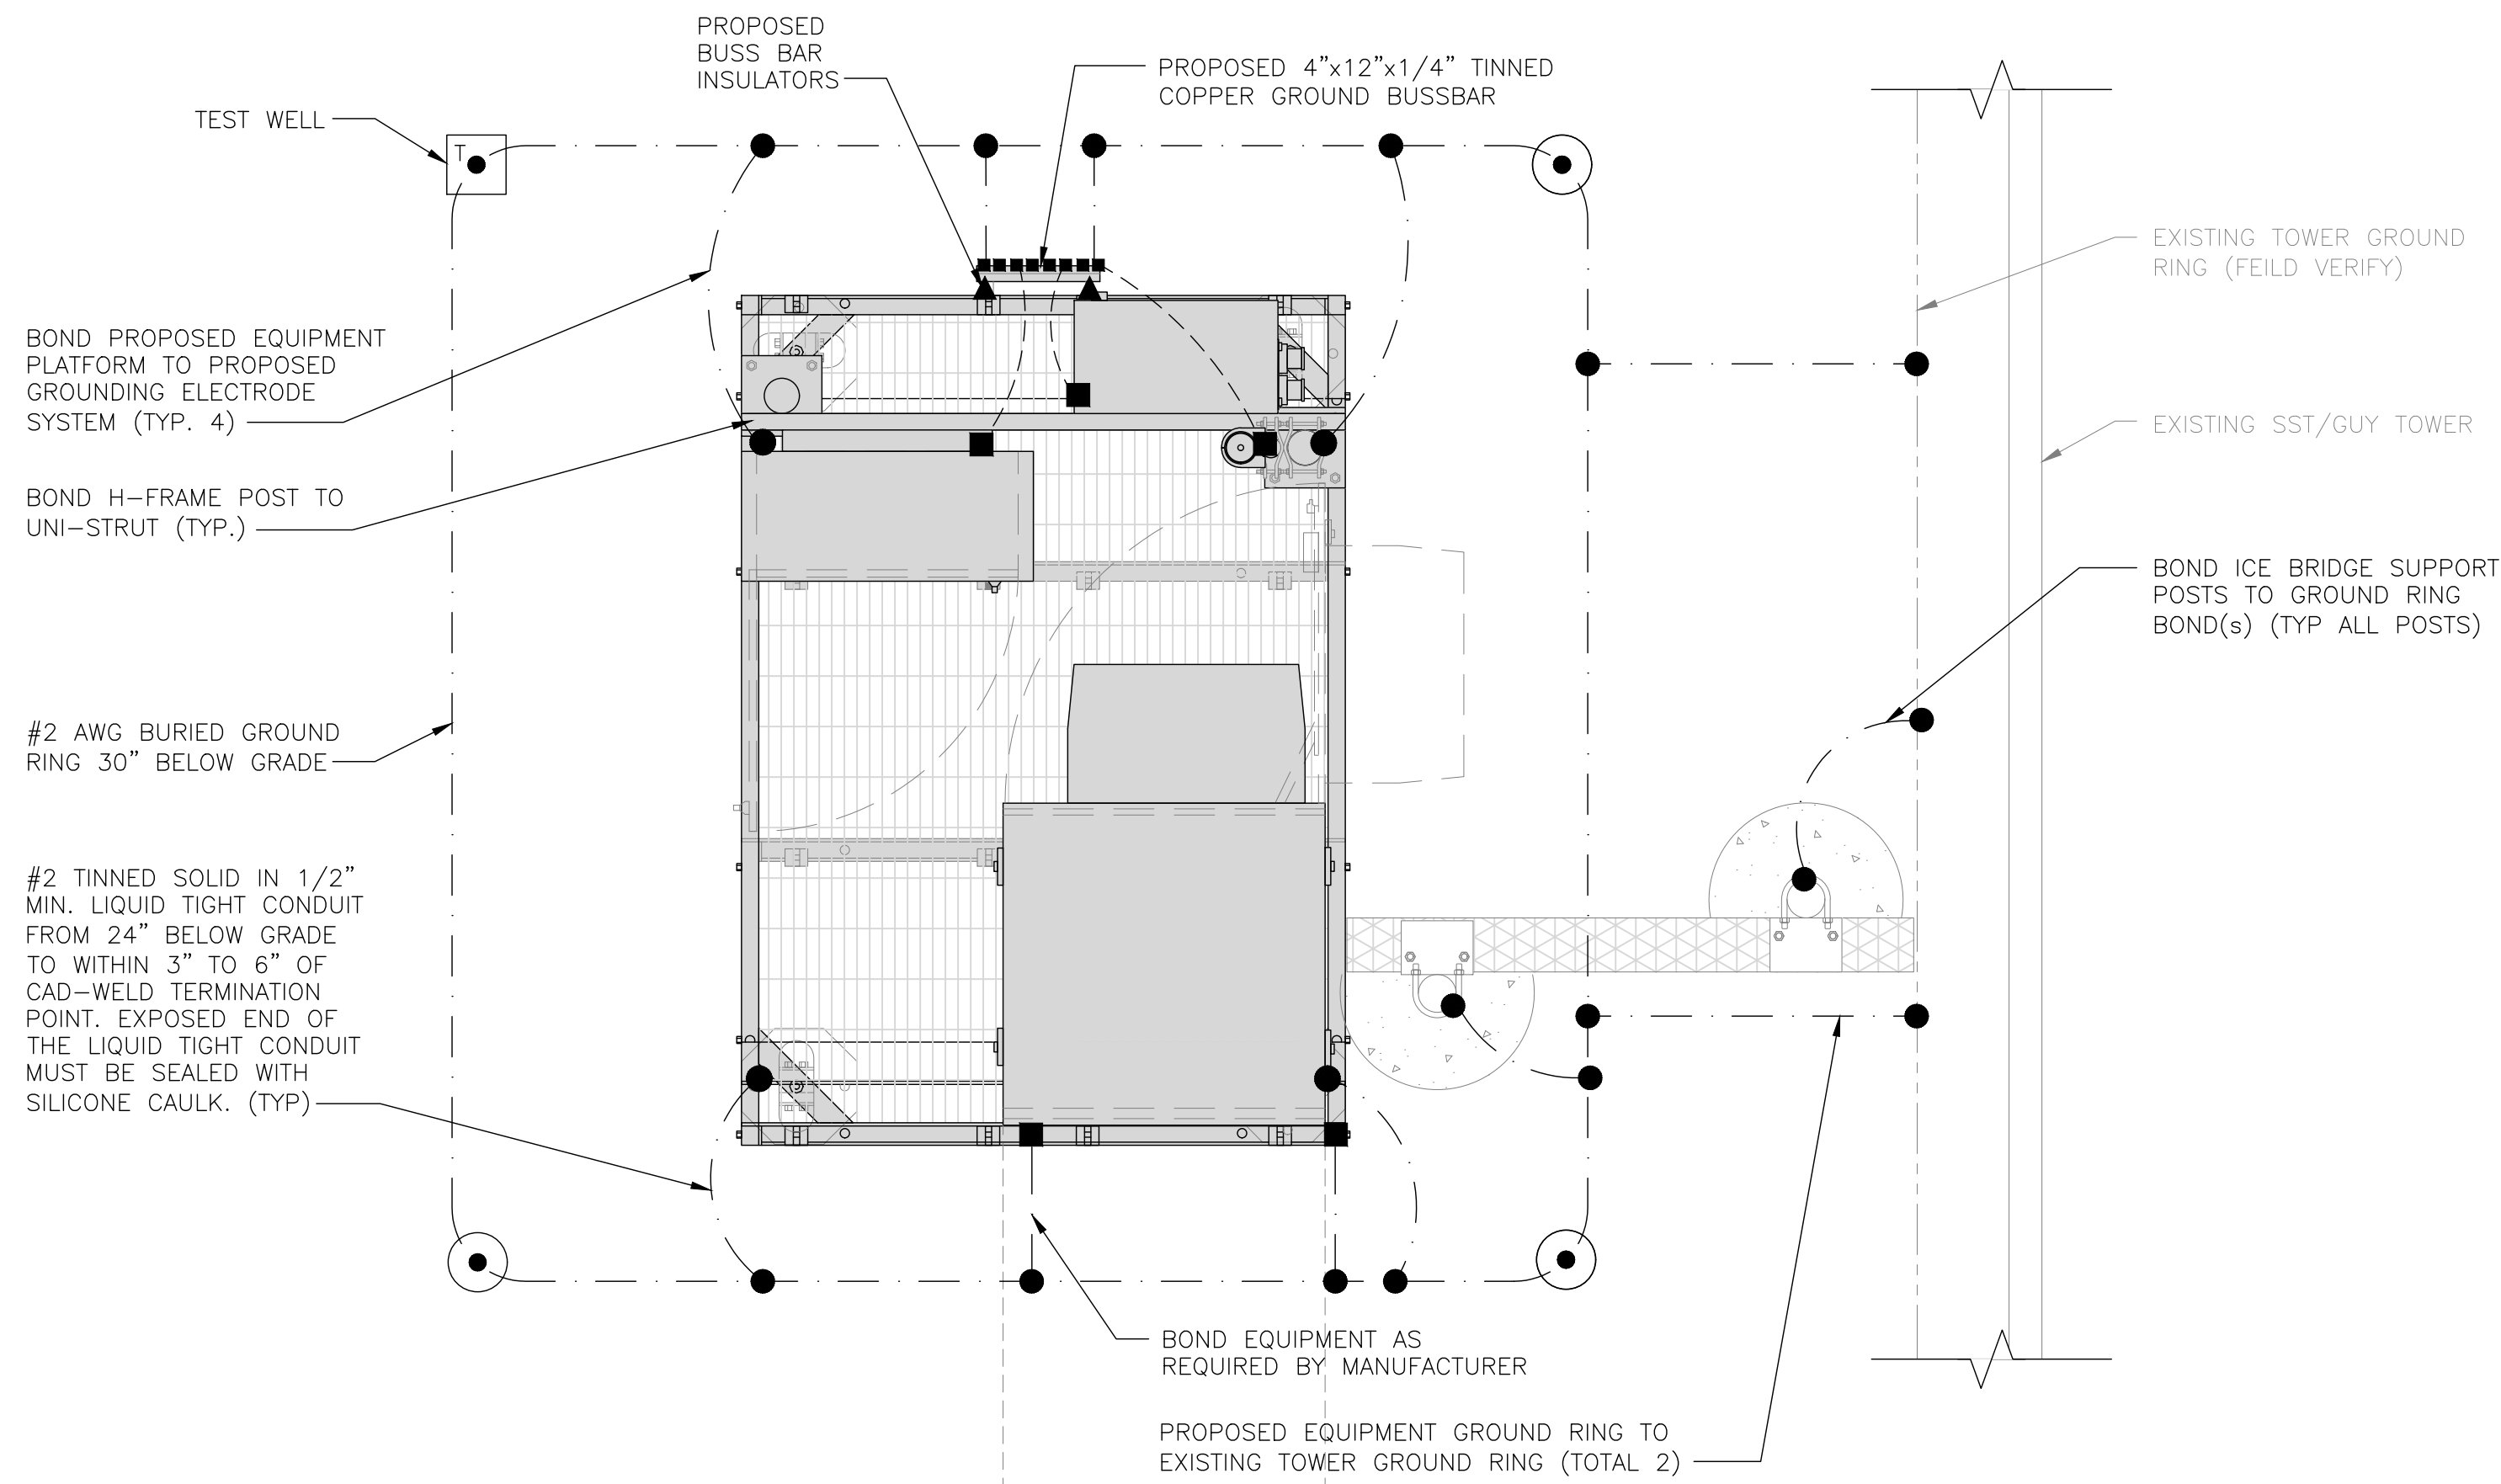 PROPOSED
BUSS BAR
INSULATORS
PROPOSED 4”x12”x1/4” TINNED
COPPER GROUND BUSSBAR
TEST WELL
T
EXISTING TOWER GROUND
RING (FEILD VERIFY)
BOND PROPOSED EQUIPMENT
PLATFORM TO PROPOSED
GROUNDING ELECTRODE
SYSTEM (TYP. 4)
EXISTING SST/GUY TOWER
BOND H-FRAME POST TO
UNI-STRUT (TYP.)
BOND ICE BRIDGE SUPPORT
POSTS TO GROUND RING
BOND(s) (TYP ALL POSTS)
#2 AWG BURIED GROUND
RING 30” BELOW GRADE
#2 TINNED SOLID IN 1/2”
MIN. LIQUID TIGHT CONDUIT
FROM 24” BELOW GRADE
TO WITHIN 3” TO 6” OF
CAD-WELD TERMINATION
POINT. EXPOSED END OF
THE LIQUID TIGHT CONDUIT
MUST BE SEALED WITH
SILICONE CAULK. (TYP)
BOND EQUIPMENT AS
REQUIRED BY MANUFACTURER
PROPOSED EQUIPMENT GROUND RING TO
EXISTING TOWER GROUND RING (TOTAL 2)